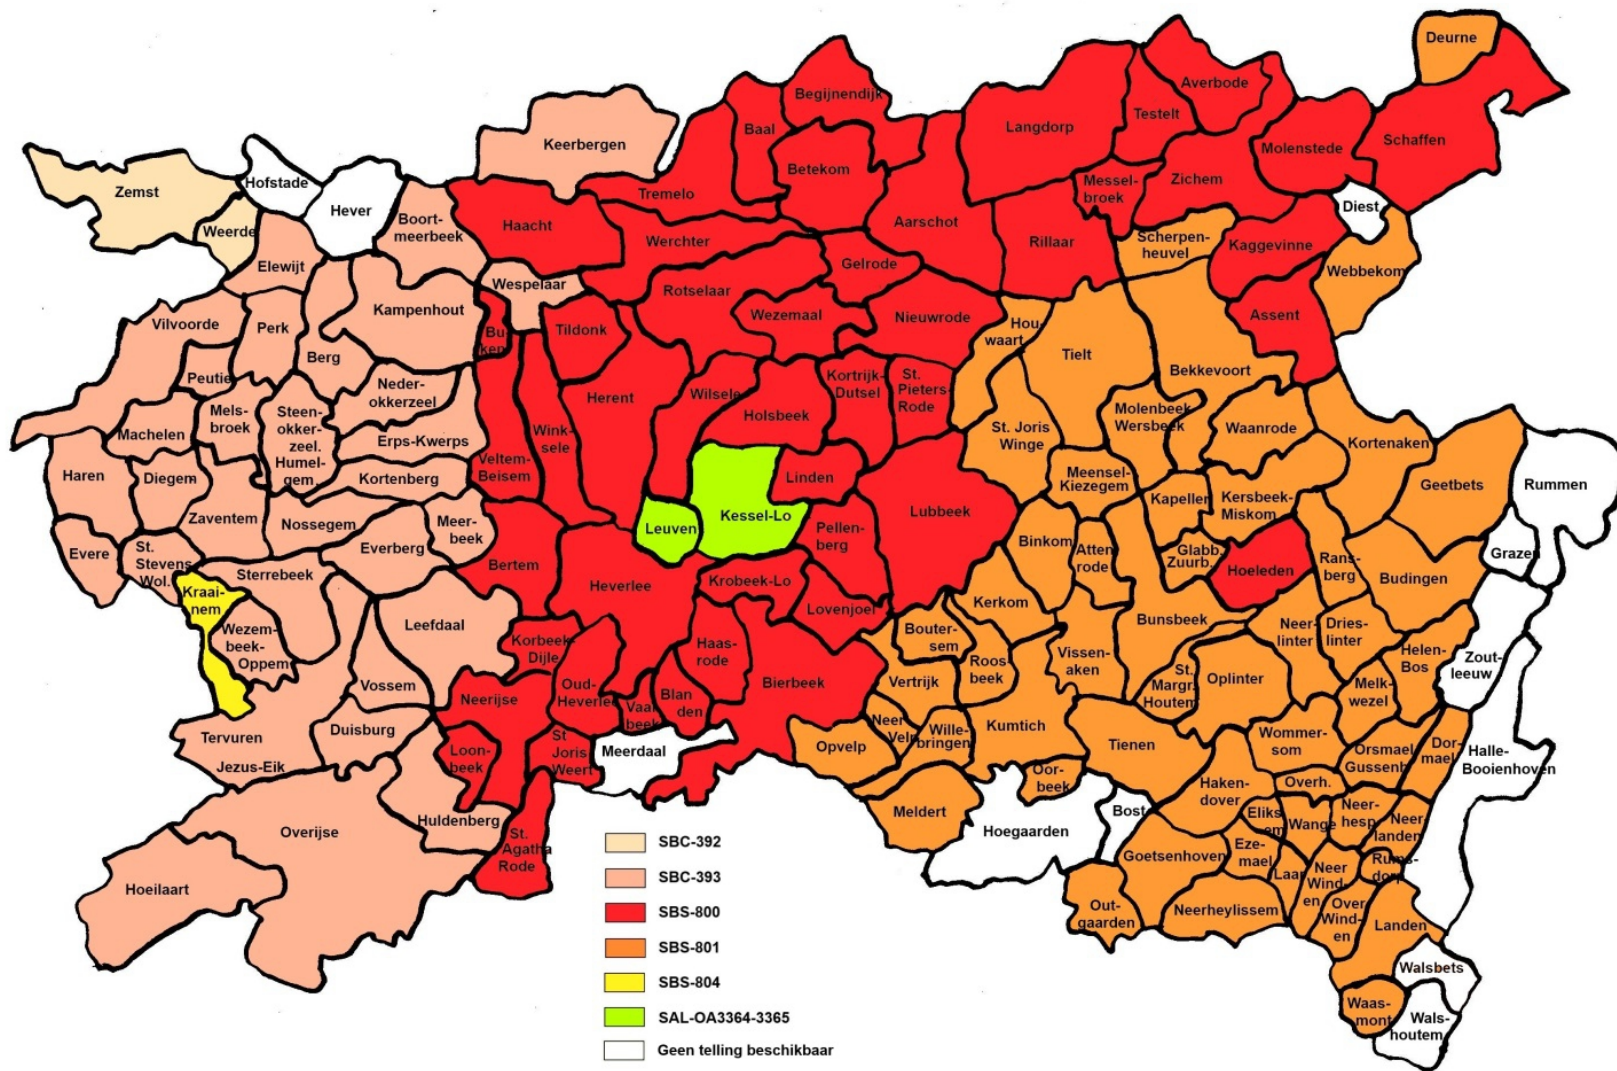 Deurne
Averbode
Begijnendijk
Baal
Testelt
Langdorp
Schaffen
Keerbergen
Molenstede
Betekom
Zichem
Messel-
broek
Zemst
Hofstade
Tremelo
Hever
Diest
Boort-
meerbeek
Haacht
Aarschot
Weerde
Werchter
Rillaar
Scherpen-
heuvel
Kaggevinne
Elewijt
Gelrode
Webbekom
Wespelaar
Rotselaar
Kampenhout
Wezemaal
Nieuwrode
Assent
Vilvoorde
Perk
Bu-
ken
Tildonk
Hou-
waart
Tielt
Berg
Bekkevoort
Peutie
Neder-
okkerzeel
Herent
Wilsele
Kortrijk-
Dutsel
St.
Pieters-
Rode
Holsbeek
Mels-
broek
Steen-
okker-
zeel.
Humel-
gem.
Molenbeek
Wersbeek
Waanrode
Machelen
Erps-Kwerps
Wink-
sele
St. Joris
Winge
Kortenaken
Haren
Diegem
Kortenberg
Veltem-
Beisem
Linden
Meensel-
Kiezegem
Geetbets
Rummen
Kapellen
Kersbeek-
Miskom
Zaventem
Nossegem
Meer-
beek
Leuven
Kessel-Lo
Pellen-
berg
Lubbeek
Evere
St.
Stevens
Wol.
Everberg
Binkom
Atten
rode
Glabb.
Zuurb.
Hoeleden
Rans-
berg
Grazen
Budingen
Sterrebeek
Bertem
Heverlee
Krobeek-Lo
Kraai-
nem
Lovenjoel
Kerkom
Wezem-
beek-
Oppem
Leefdaal
Korbeek-
Dijle
Haas-
rode
Bouter-
sem
Vissen-
aken
Bunsbeek
Neer-
linter
Dries-
linter
Helen-
Bos
Zout-
leeuw
Roos
beek
Vossem
Neerijse
Oud-
Heverlee
Vaal
beek
Blan
den
Bierbeek
Vertrijk
St.
Margr.
Houtem
Oplinter
Melk-
wezel
Duisburg
Tervuren
Jezus-Eik
Loon-
beek
St
Joris
Weert
Meerdaal
Opvelp
Neer
Velp
Wille-
bringen
Kumtich
Tienen
Wommer-
som
Orsmael
Gussenh
Dor-
mael
Halle-
Booienhoven
Oor-
beek
Haken-
dover
Overh.
Huldenberg
Meldert
Overijse
Hoegaarden
Bost
Eliks
em
Wange
Neer-
hesp.
Neer-
landen
St.
Agatha
Rode
Goetsenhoven
Eze-
mael
Laar
Neer
Wind-
en
Rums-
dorp
Hoeilaart
Out-
gaarden
Neerheylissem
Over
Wind-
en
Landen
Walsbets
Waas-
mont
Wals-
houtem
SBC-392
SBC-393
SBS-800
SBS-801
SBS-804
SAL-OA3364-3365
Geen telling beschikbaar